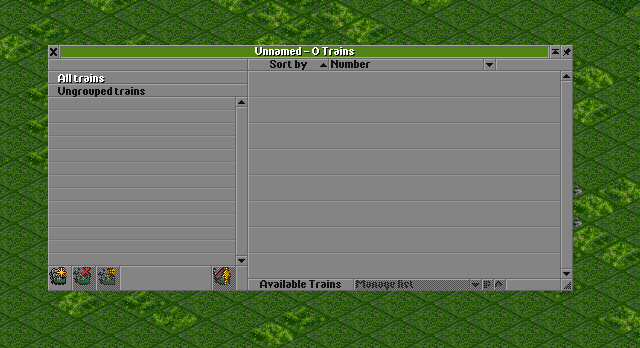 Unnamed - 0 Trains
Sort by Number
All trains
Ungrouped trains
Available Trains Manage list